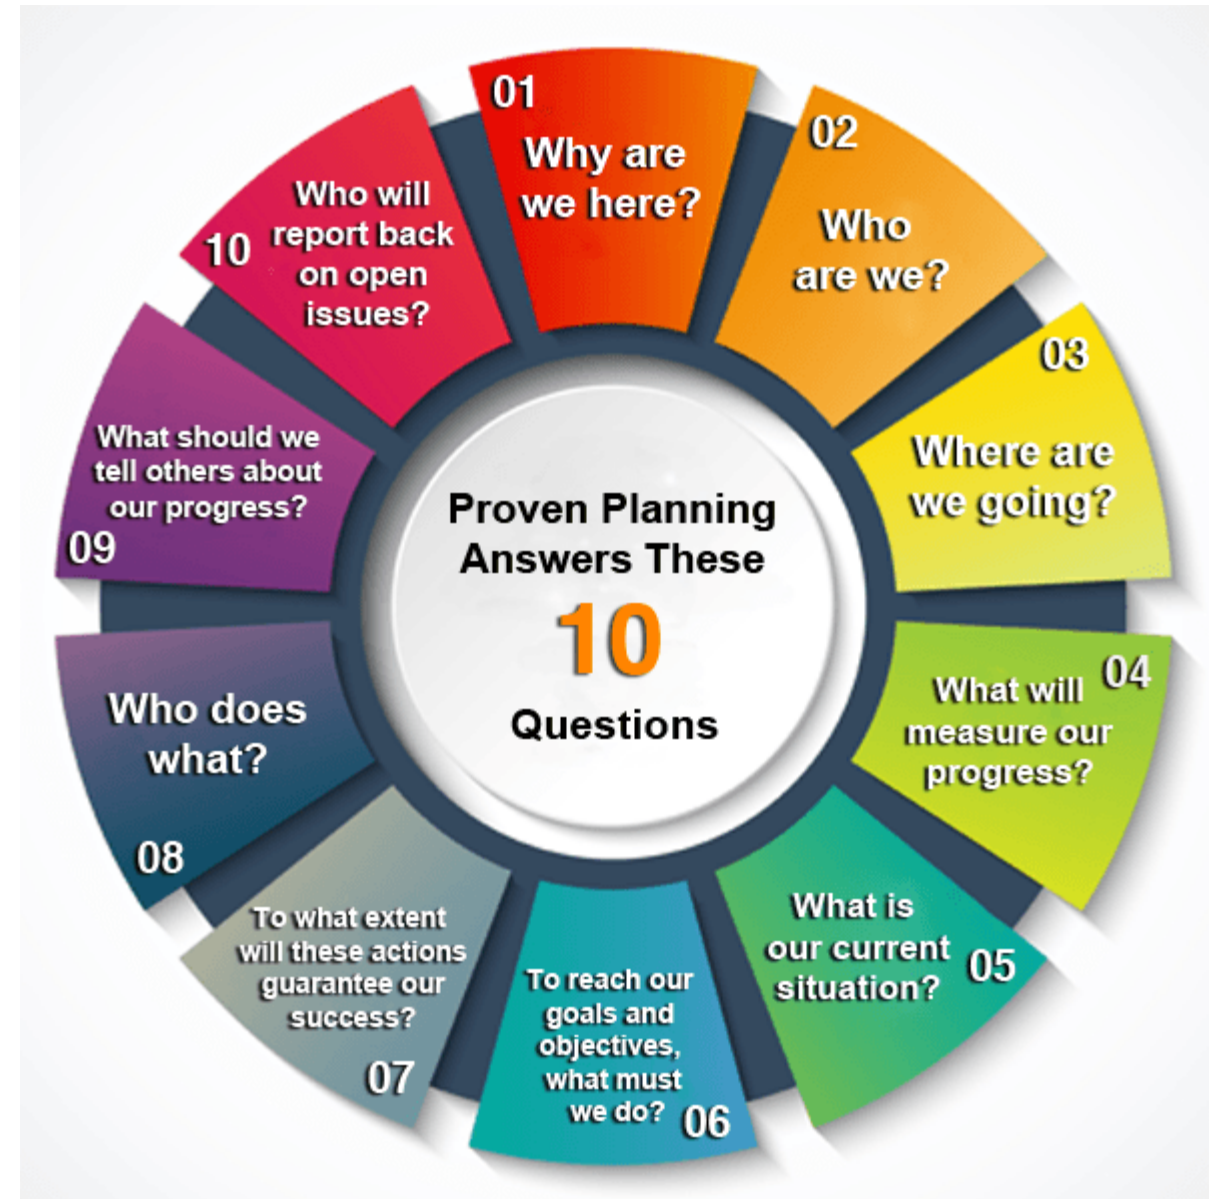 Proven Planning
Answers These
10
Questions
01
Why are
we here?
02
Who
are we?
03
Where are
we going?
04
What will
measure our
progress?
05
What is
our current
situation?
06
To reach our
goals and
objectives,
what must
we do?
07
To what extent
will these actions
guarantee our
success?
08
Who does
what?
09
What should we
tell others about
our progress?
10
Who will
report back
on open
issues?